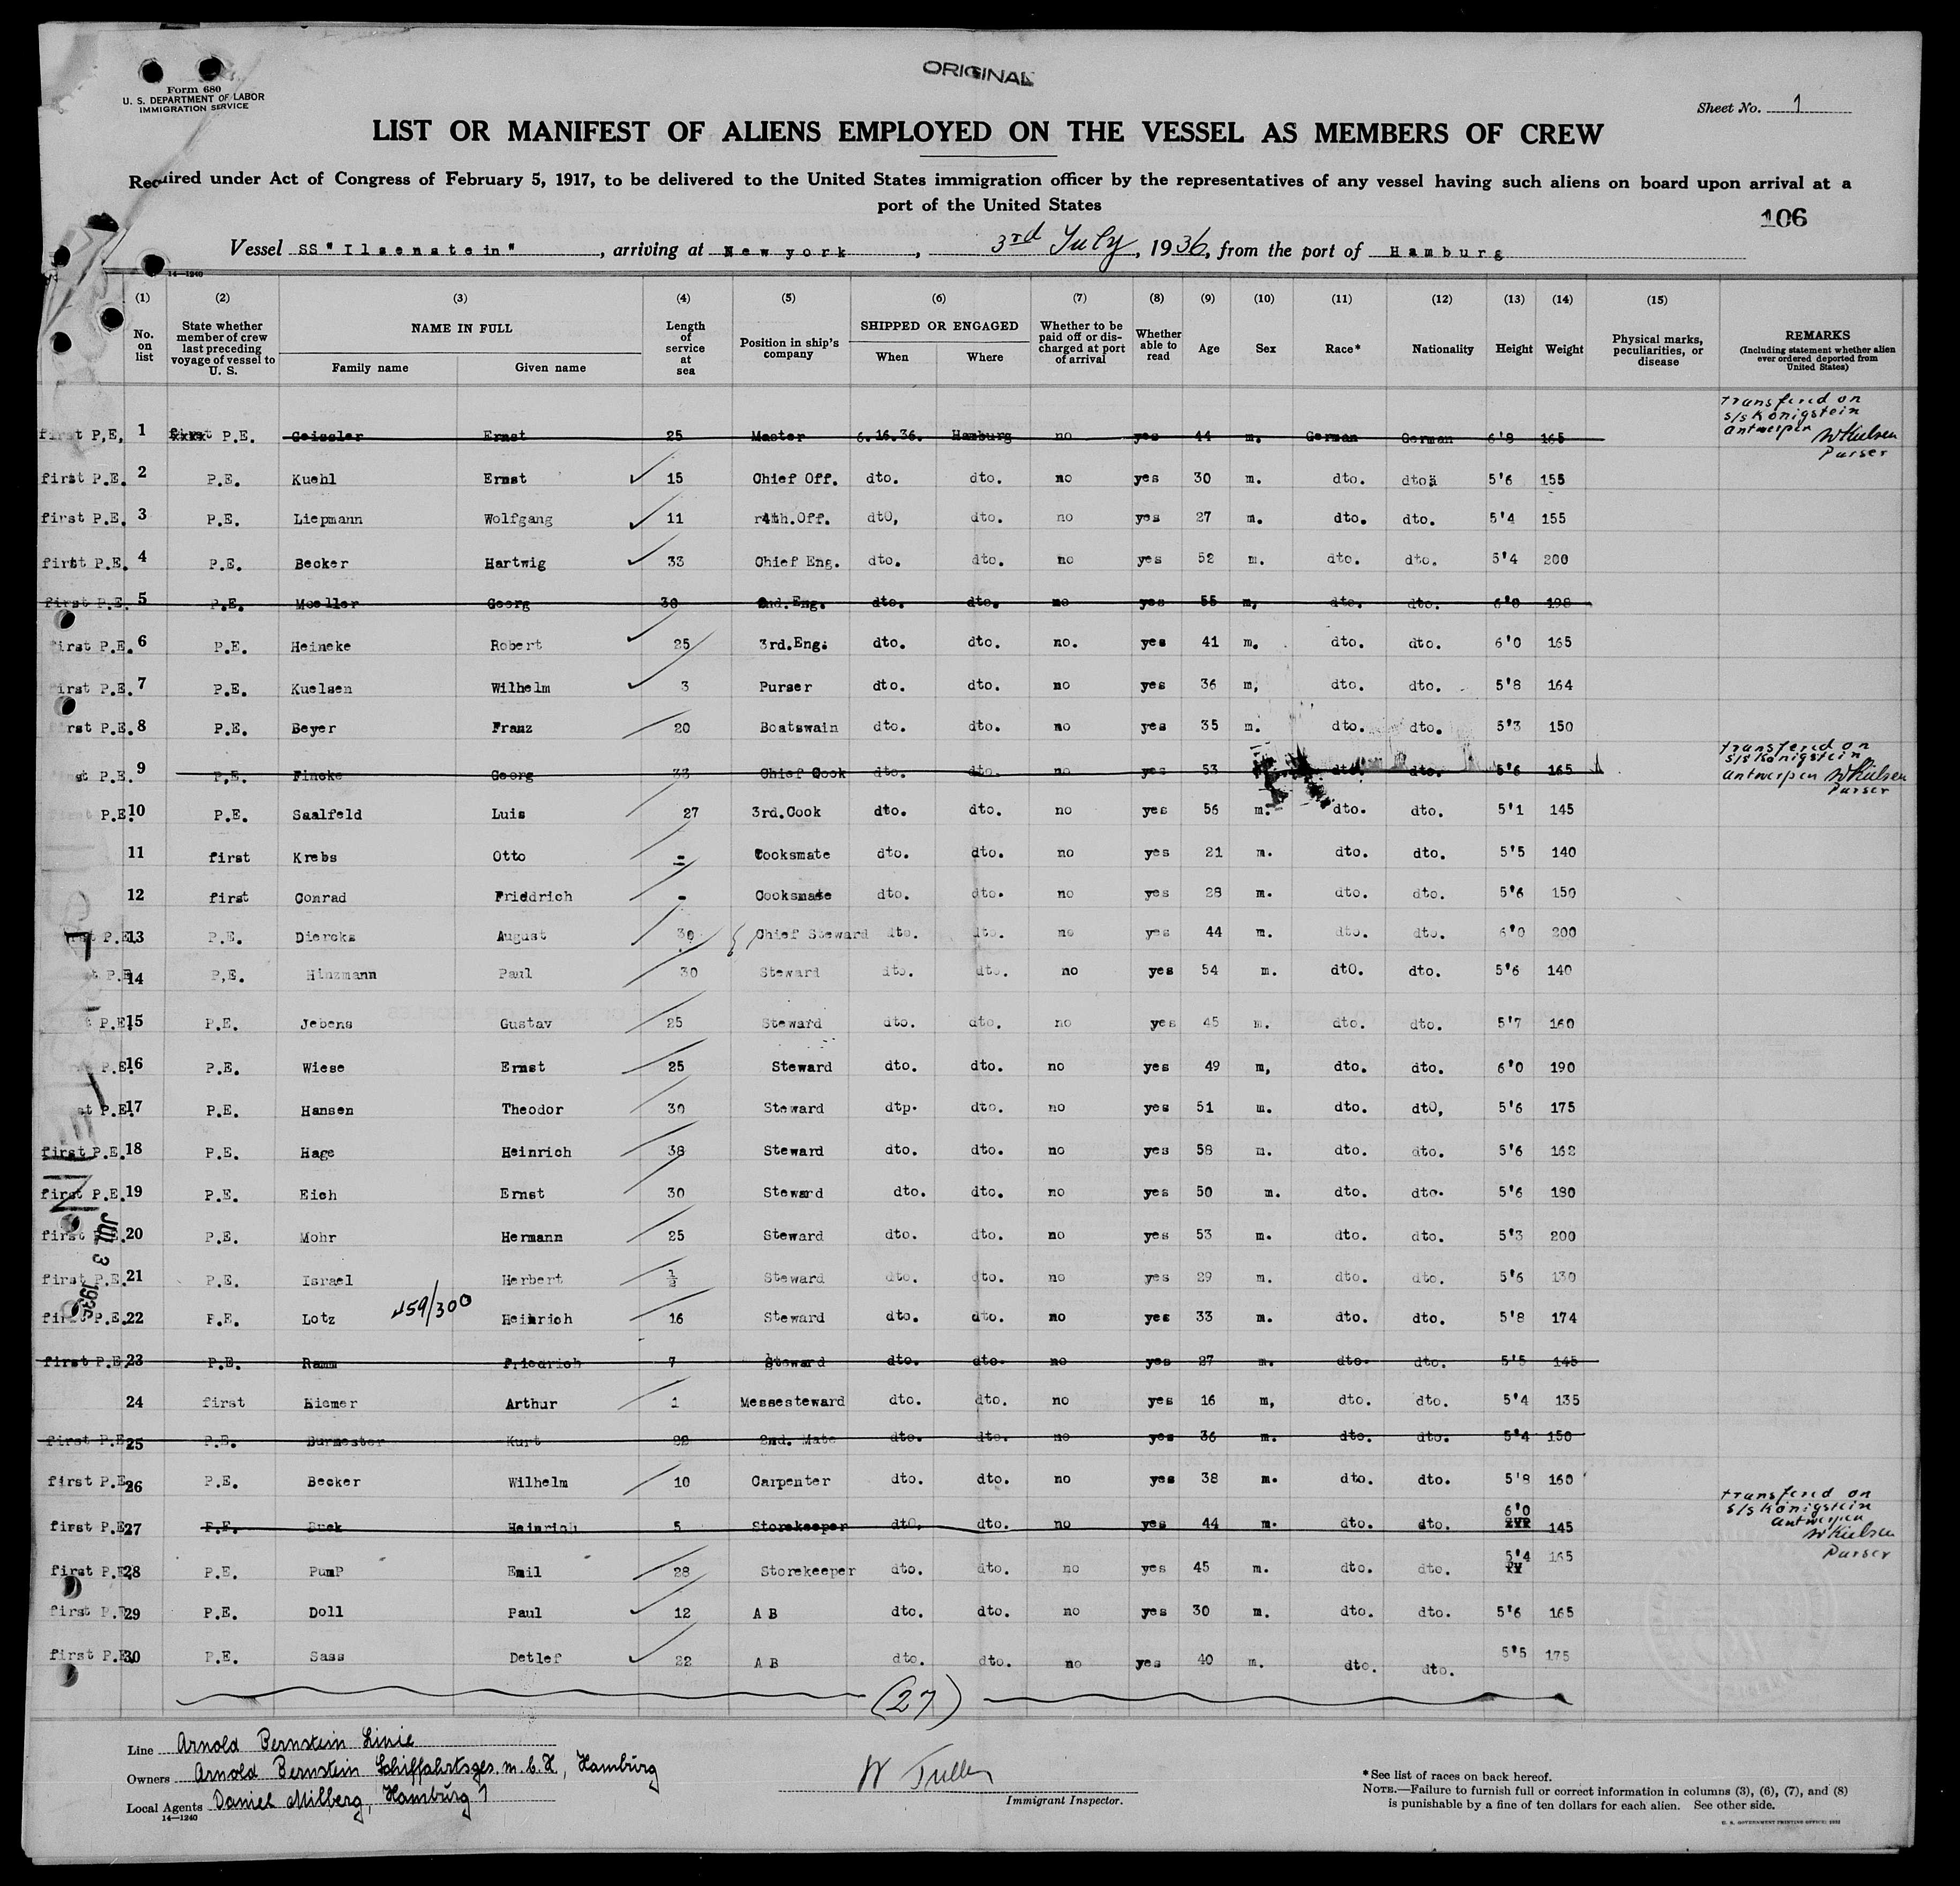 ORIGINAL
Form 680
U. S. DEPARTMENT OF LABOR
IMMIGRATION SERVICE
Sheet No. 1
LIST OR MANIFEST OF ALIENS EMPLOYED ON THE VESSEL AS MEMBERS OF CREW
Required under Act of Congress of February 5, 1917, to be delivered to the United States immigration officer by the representatives of any vessel having such aliens on board upon arrival at a
port of the United States
106
Vessel SS "Ilsenstein", arriving at New york, 3rd July, 1936, from the port of Hamburg
14—1240
(1) (2) (3) (4) (5) (6) (7) (8) (9) (10) (11) (12) (13) (14) (15)
No. on list State whether member of crew last preceding voyage of vessel to U. S. NAME IN FULL Family name Given name Length of service at sea Position in ship's company SHIPPED OR ENGAGED When Where Whether to be paid off or discharged at port of arrival Whether able to read Age Sex Race* Nationality Height Weight Physical marks, peculiarities, or disease REMARKS (Including statement whether alien ever ordered deported from United States)
first P,E, 1 first P.E. Geissler Ernst 25 Master 6.16.36. Hamburg no yes 44 m. German German 6'8 165 transfered on s/s Königstein Antwerpen WKülsen Purser
first P.E. 2 P.E. Kuehl Ernst 15 Chief Off. dto. dto. no yes 30 m. dto. dtoä 5'6 155
first P.E. 3 P.E. Liepmann Wolfgang 11 4th.Off. dtO, dto. no yes 27 m. dto. dto. 5'4 155
first P.E. 4 P.E. Becker Hartwig 33 Chief Eng. dto. dto. no yes 52 m. dto. dto. 5'4 200
first P.E. 5 P.E. Moeller Georg 30 2nd.Eng. dto. dto. no yes 55 m, dto. dto. 6'0 198
first P.E. 6 P.E. Heineke Robert 25 3rd.Eng. dto. dto. no. yes 41 m. dto. dto. 6'0 165
irst P.E. 7 P.E. Kuelsen Wilhelm 3 Purser dto. dto. no yes 36 m, dto. dto. 5'8 164
rst P.E. 8 P.E. Beyer Franz 20 Boatswain dto. dto. no yes 35 m. dto. dto. 5'3 150
st P.E. 9 P.E. Fincke Georg 33 Chief Cook dto. dto. no yes 53 dto. dto. 5'6 165 transfered on s/s Königstein Antwerpen WKülsen Purser
P.E. 10 P.E. Saalfeld Luis 27 3rd.Cook dto. dto. no yes 56 m. dto. dto. 5'1 145
11 first Krebs Otto - Cooksmate dto. dto. no yes 21 m. dto. dto. 5'5 140
12 first Conrad Friedrich - Cooksmate dto. dto. no yes 28 m. dto. dto. 5'6 150
st P.E. 13 P.E. Diercks August 30 Chief Steward dto. dto. no yes 44 m. dto. dto. 6'0 200
t P.E 14 P,E. Hinzmann Paul 30 Steward dto. dto. no yes 54 m. dtO. dto. 5'6 140
t P.E 15 P.E. Jebens Gustav 25 Steward dto. dto. no yes 45 m. dto. dto. 5'7 160
P.E. 16 P.E. Wiese Ernst 25 Steward dto. dto. no yes 49 m, dto. dto. 6'0 190
st P.E. 17 P.E. Hansen Theodor 30 Steward dtp. dto. no yes 51 m. dto. dtO, 5'6 175
first P.E. 18 P.E. Hage Heinrich 38 Steward dto. dto. no yes 58 m. dto. dto. 5'6 162
first P.E. 19 P.E. Eich Ernst 30 Steward dto. dto. no yes 50 m. dto. dto. 5'6 180
first P.E. 20 P.E. Mohr Hermann 25 Steward dto. dto. no yes 53 m. dto. dto. 5'3 200
first P.E. 21 P.E. Israel Herbert ½ Steward dto. dto. no yes 29 m. dto. dto. 5'6 130
first P.E. 22 P.E. Lotz 459/300 Heinrich 16 Steward dto. dto. no yes 33 m. dto. dto. 5'8 174
first P.E. 23 P.E. Ramm Friedrich 7 Steward dto. dto. no yes 27 m. dto. dto. 5'5 145
24 first Hiemer Arthur 1 Messesteward dto. dto. no yes 16 m, dto. dto. 5'4 135
first P.E. 25 P.E. Burmester Kurt 22 2nd. Mate dto. dto. no yes 36 m. dto. dto. 5'4 150
first P.E. 26 P.E. Becker Wilhelm 10 Carpenter dto. dto. no yes 38 m. dto. dto. 5'8 160
first P.E. 27 P.E. Buck Heinrich 5 Storekeeper dtO, dto. no yes 44 m. dto. dto. 6'0 145 transfered on s/s Königstein Antwerpen WKülsen Purser
first P.E. 28 P.E. PumP Emil 28 Storekeeper dto. dto. no yes 45 m. dto. dto. 5'4 165
first P.E. 29 P.E. Doll Paul 12 A B dto. dto. no yes 30 m. dto. dto. 5'6 165
first P.E. 30 P.E. Sass Detlef 22 A B dto. dto. no yes 40 m. dto. dto. 5'5 175
JUL 3 1936
(27)
Line Arnold Bernstein Linie
Owners Arnold Bernstein Schiffahrtsges. m. b. H., Hamburg
Local Agents Daniel Milberg, Hamburg 1
14—1240
W Tuller
Immigrant Inspector.
*See list of races on back hereof.
NOTE.—Failure to furnish full or correct information in columns (3), (6), (7), and (8)
is punishable by a fine of ten dollars for each alien. See other side.
U. S. GOVERNMENT PRINTING OFFICE: 1932